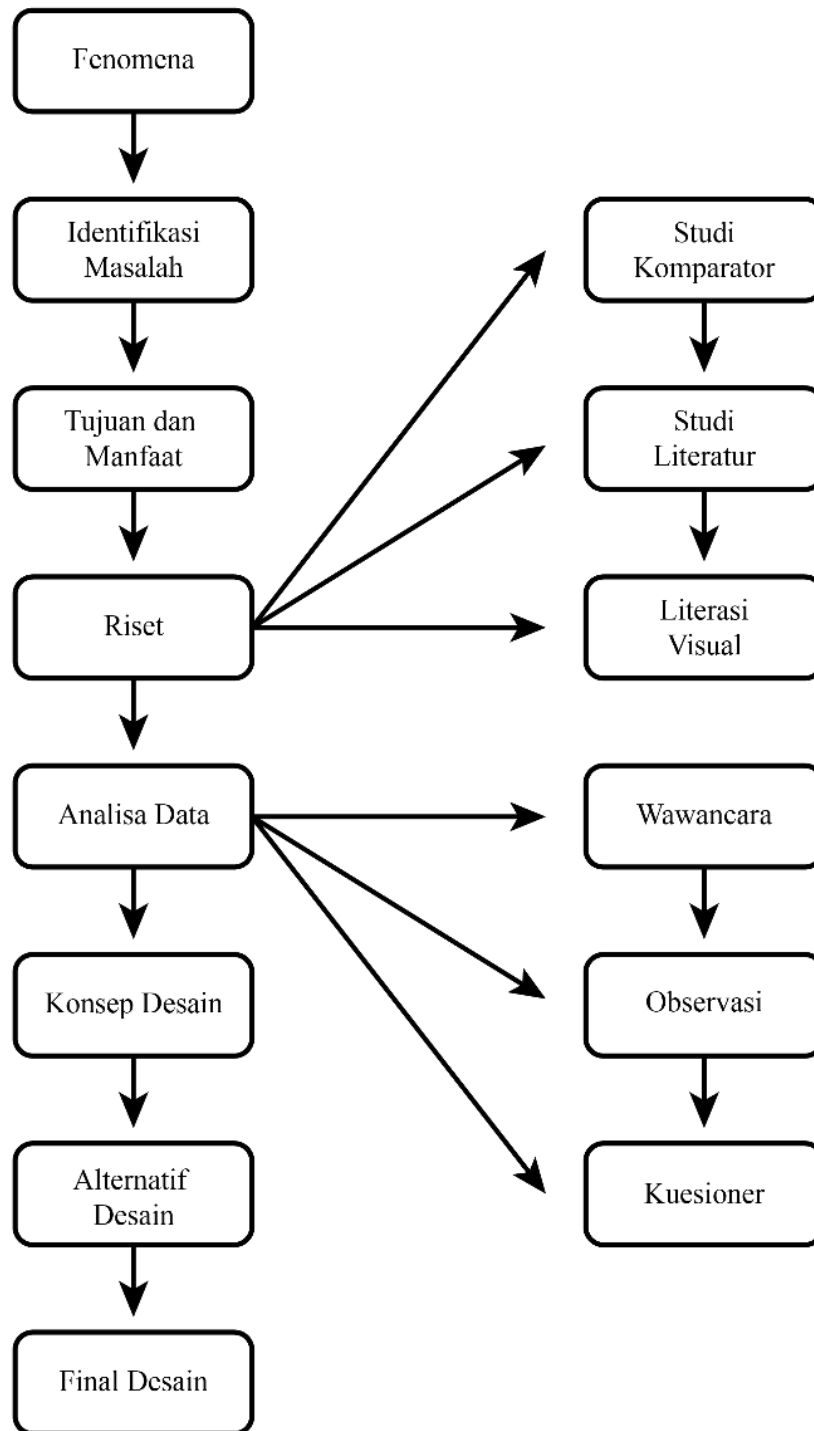 Fenomena
Identifikasi
Masalah
Tujuan dan
Manfaat
Riset
Analisa Data
Konsep Desain
Alternatif
Desain
Final Desain
Studi
Komparator
Studi
Literatur
Literasi
Visual
Wawancara
Observasi
Kuesioner